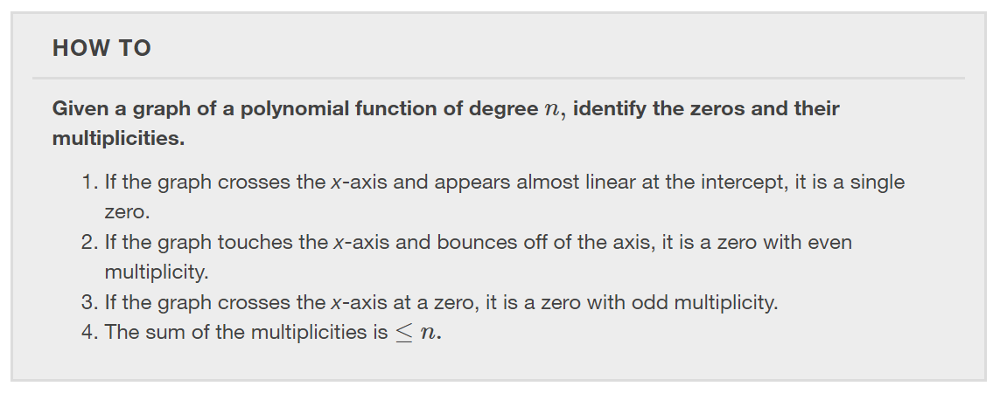 HOW TO
Given a graph of a polynomial function of degree n, identify the zeros and their
multiplicities.
1. If the graph crosses the x-axis and appears almost linear at the intercept, it is a single
zero.
2. If the graph touches the x-axis and bounces off of the axis, it is a zero with even
multiplicity.
3. If the graph crosses the x-axis at a zero, it is a zero with odd multiplicity.
4. The sum of the multiplicities is ≤ n.